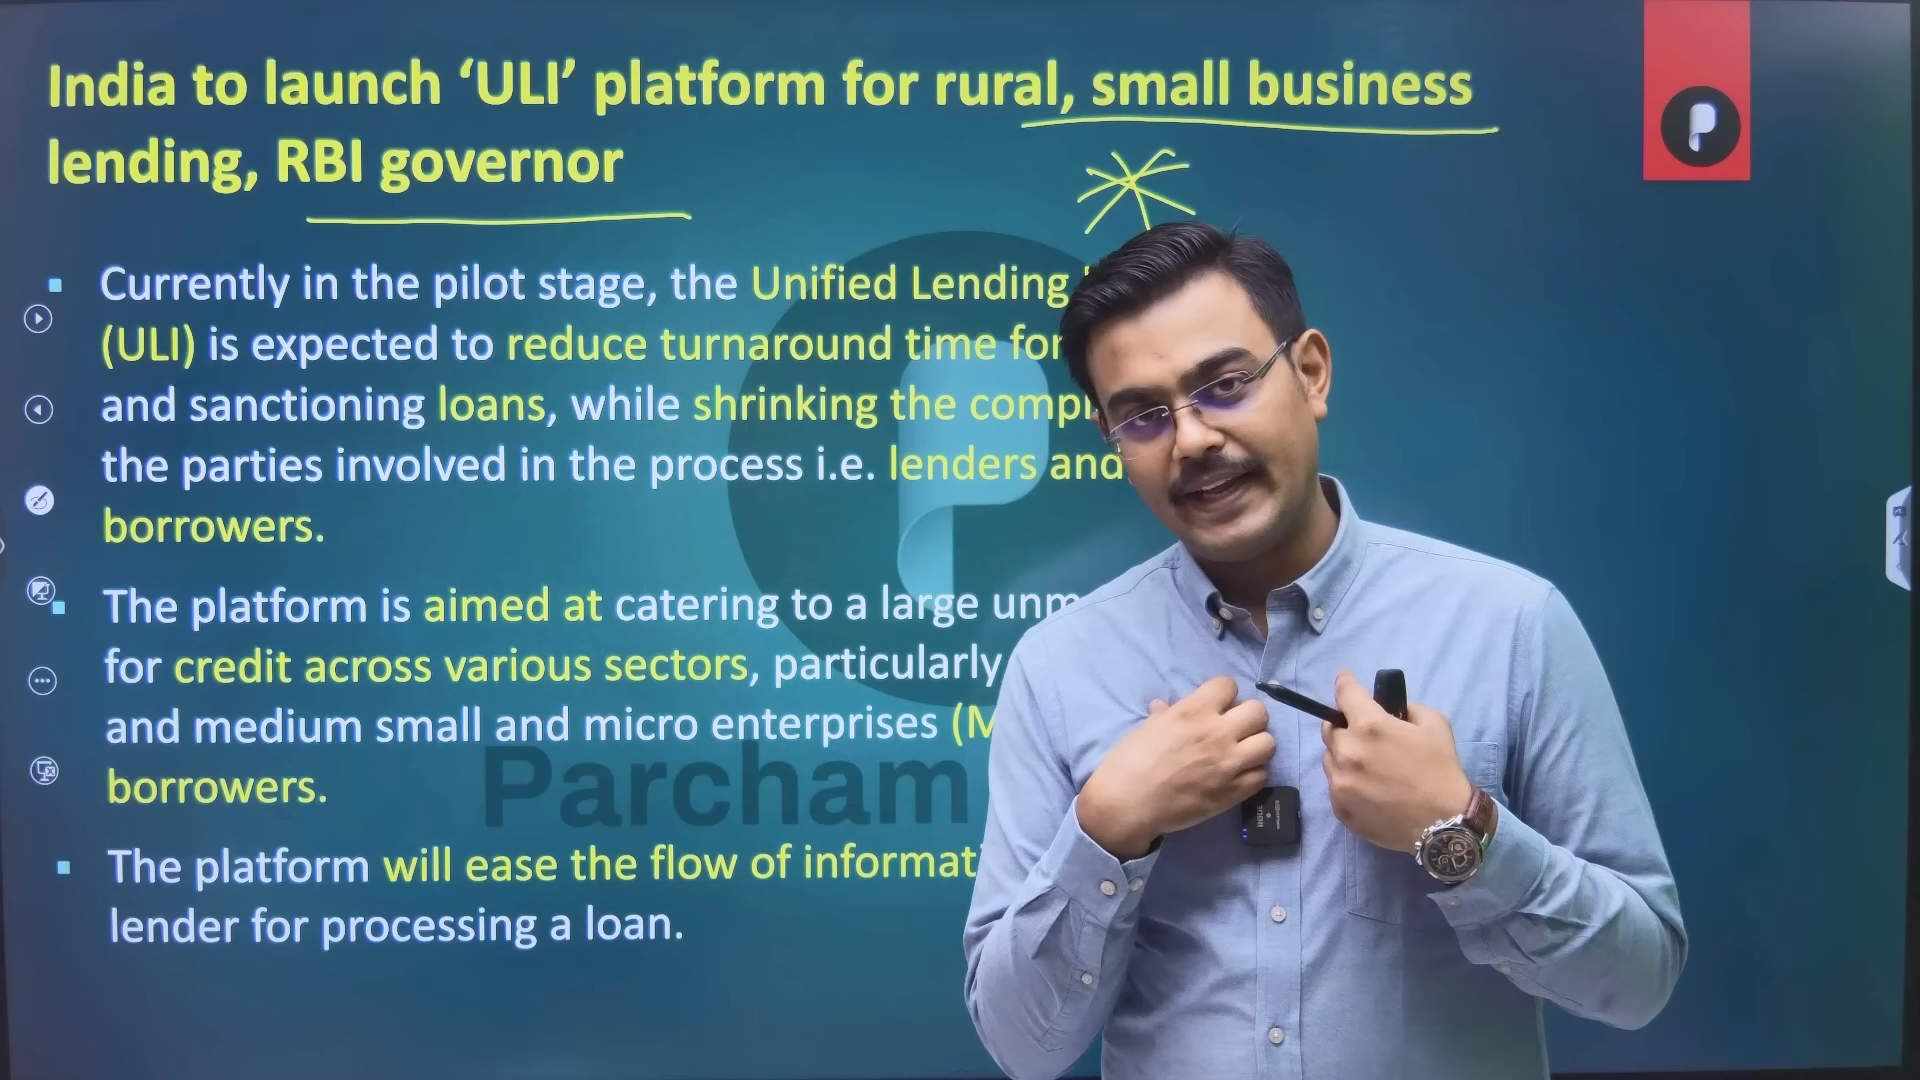 India to launch ‘ULI’ platform for rural, small business
lending, RBI governor
Currently in the pilot stage, the Unified Lending
(ULI) is expected to reduce turnaround time for
and sanctioning loans, while shrinking the
the parties involved in the process i.e. lenders and
borrowers.
The platform is aimed at catering to a large
for credit across various sectors, particularly
and medium small and micro enterprises
borrowers.
The platform will ease the flow of
lender for processing a loan.
Parcham
RØDE